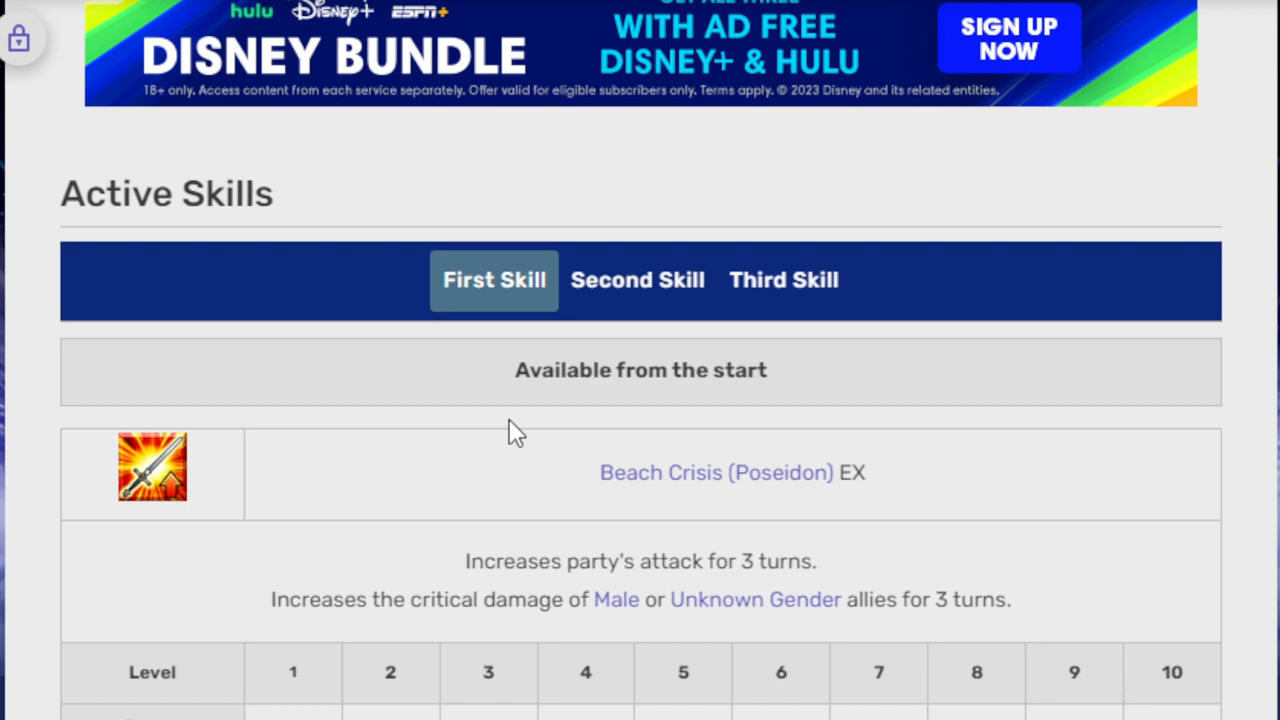 hulu Disney+ ESPN+
DISNEY BUNDLE
GET ALL THREE
WITH AD FREE
DISNEY+ & HULU
SIGN UP
NOW
18+ only. Access content from each service separately. Offer valid for eligible subscribers only. Terms apply. © 2023 Disney and its related entities.
Active Skills
First Skill Second Skill Third Skill
Available from the start
Beach Crisis (Poseidon) EX
Increases party's attack for 3 turns.
Increases the critical damage of Male or Unknown Gender allies for 3 turns.
Level 1 2 3 4 5 6 7 8 9 10